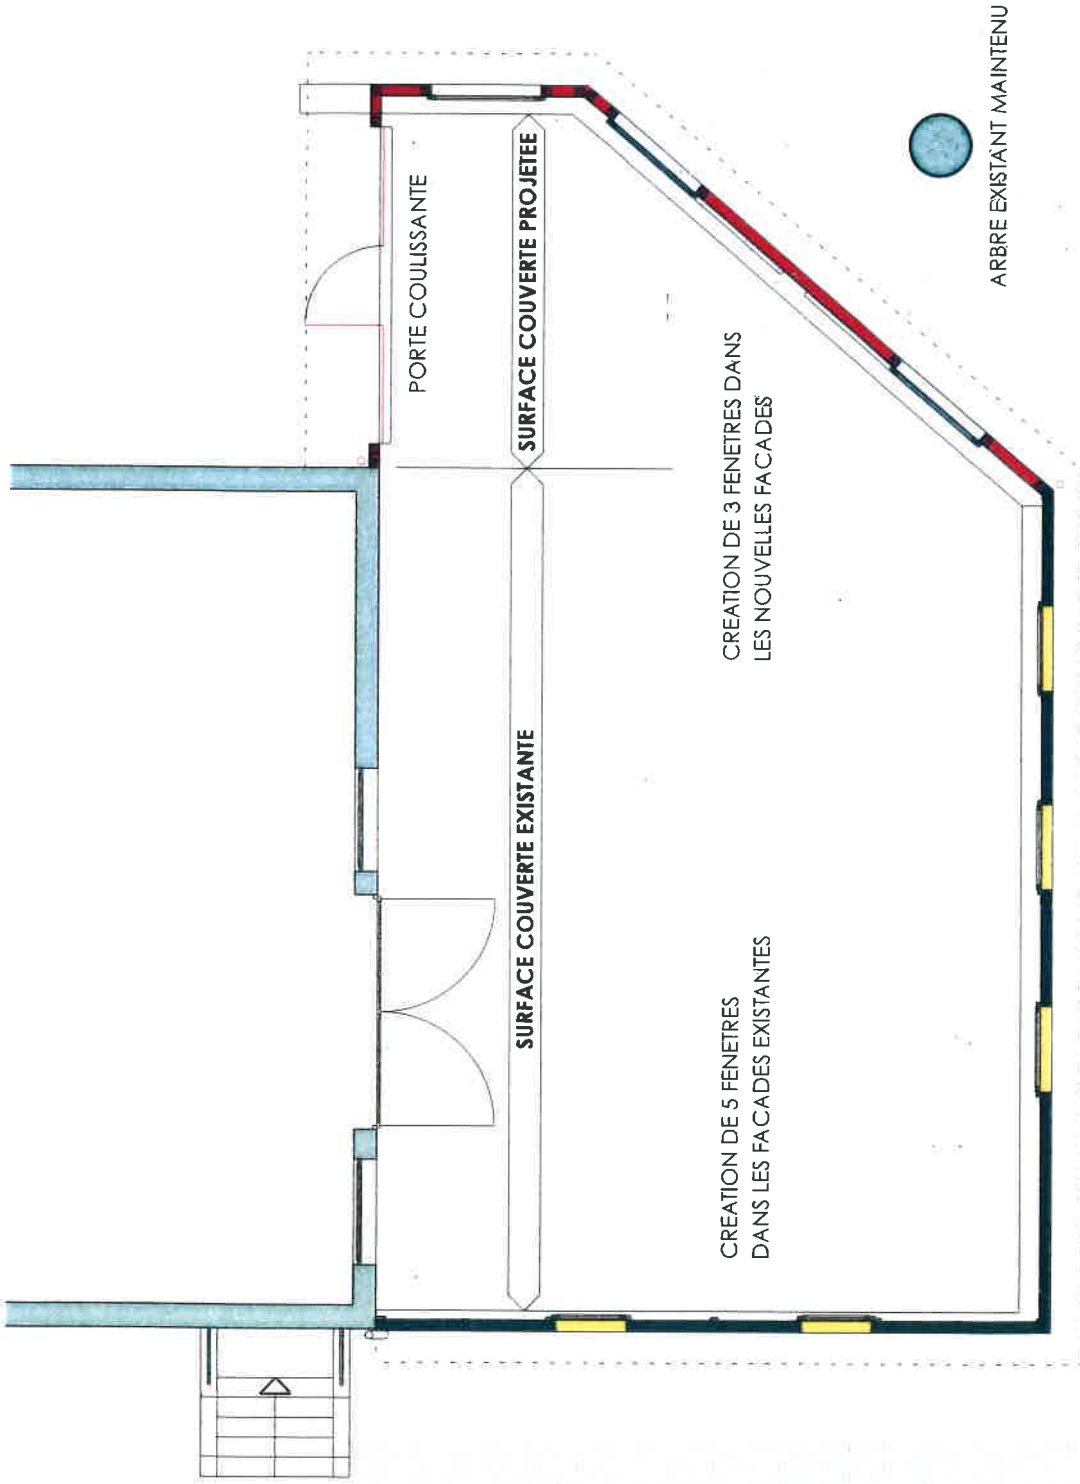 SURFACE COUVERTE EXISTANTE
SURFACE COUVERTE PROJETEE
PORTE COULISSANTE
CREATION DE 5 FENETRES
DANS LES FACADES EXISTANTES
CREATION DE 3 FENETRES DANS
LES NOUVELLES FACADES
ARBRE EXISTANT MAINTENU